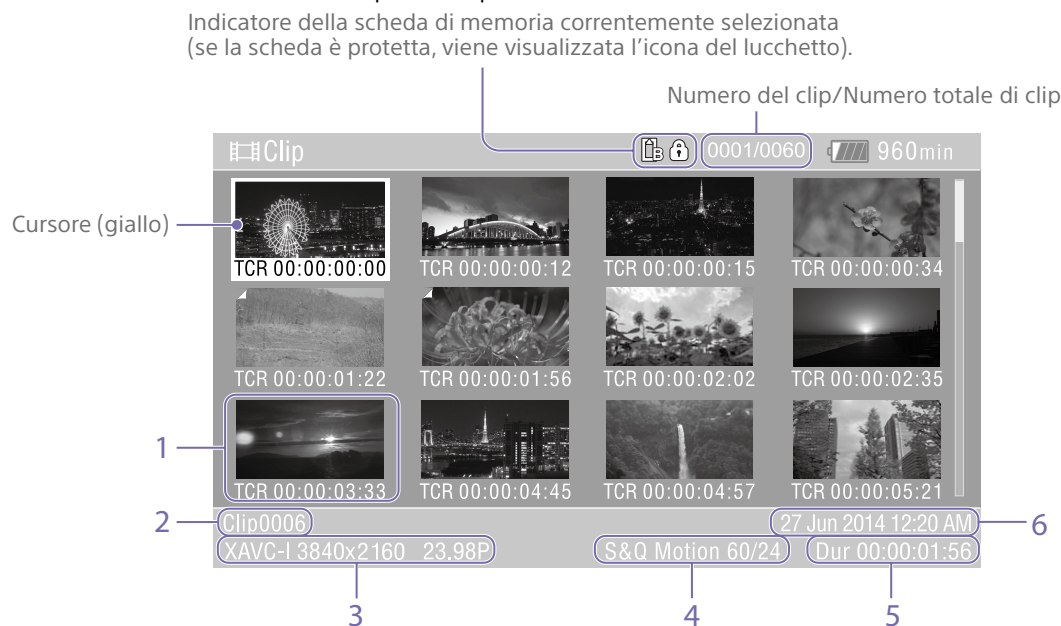 Indicatore della scheda di memoria correntemente selezionata
(se la scheda è protetta, viene visualizzata l'icona del lucchetto).
Numero del clip/Numero totale di clip
Clip B 0001/0060 960min
Cursore (giallo)
TCR 00:00:00:00 TCR 00:00:00:12 TCR 00:00:00:15 TCR 00:00:00:34
TCR 00:00:01:22 TCR 00:00:01:56 TCR 00:00:02:02 TCR 00:00:02:35
1
TCR 00:00:03:33 TCR 00:00:04:45 TCR 00:00:04:57 TCR 00:00:05:21
2 Clip0006 27 Jun 2014 12:20 AM 6
XAVC-I 3840x2160 23.98P S&Q Motion 60/24 Dur 00:00:01:56
3 4 5